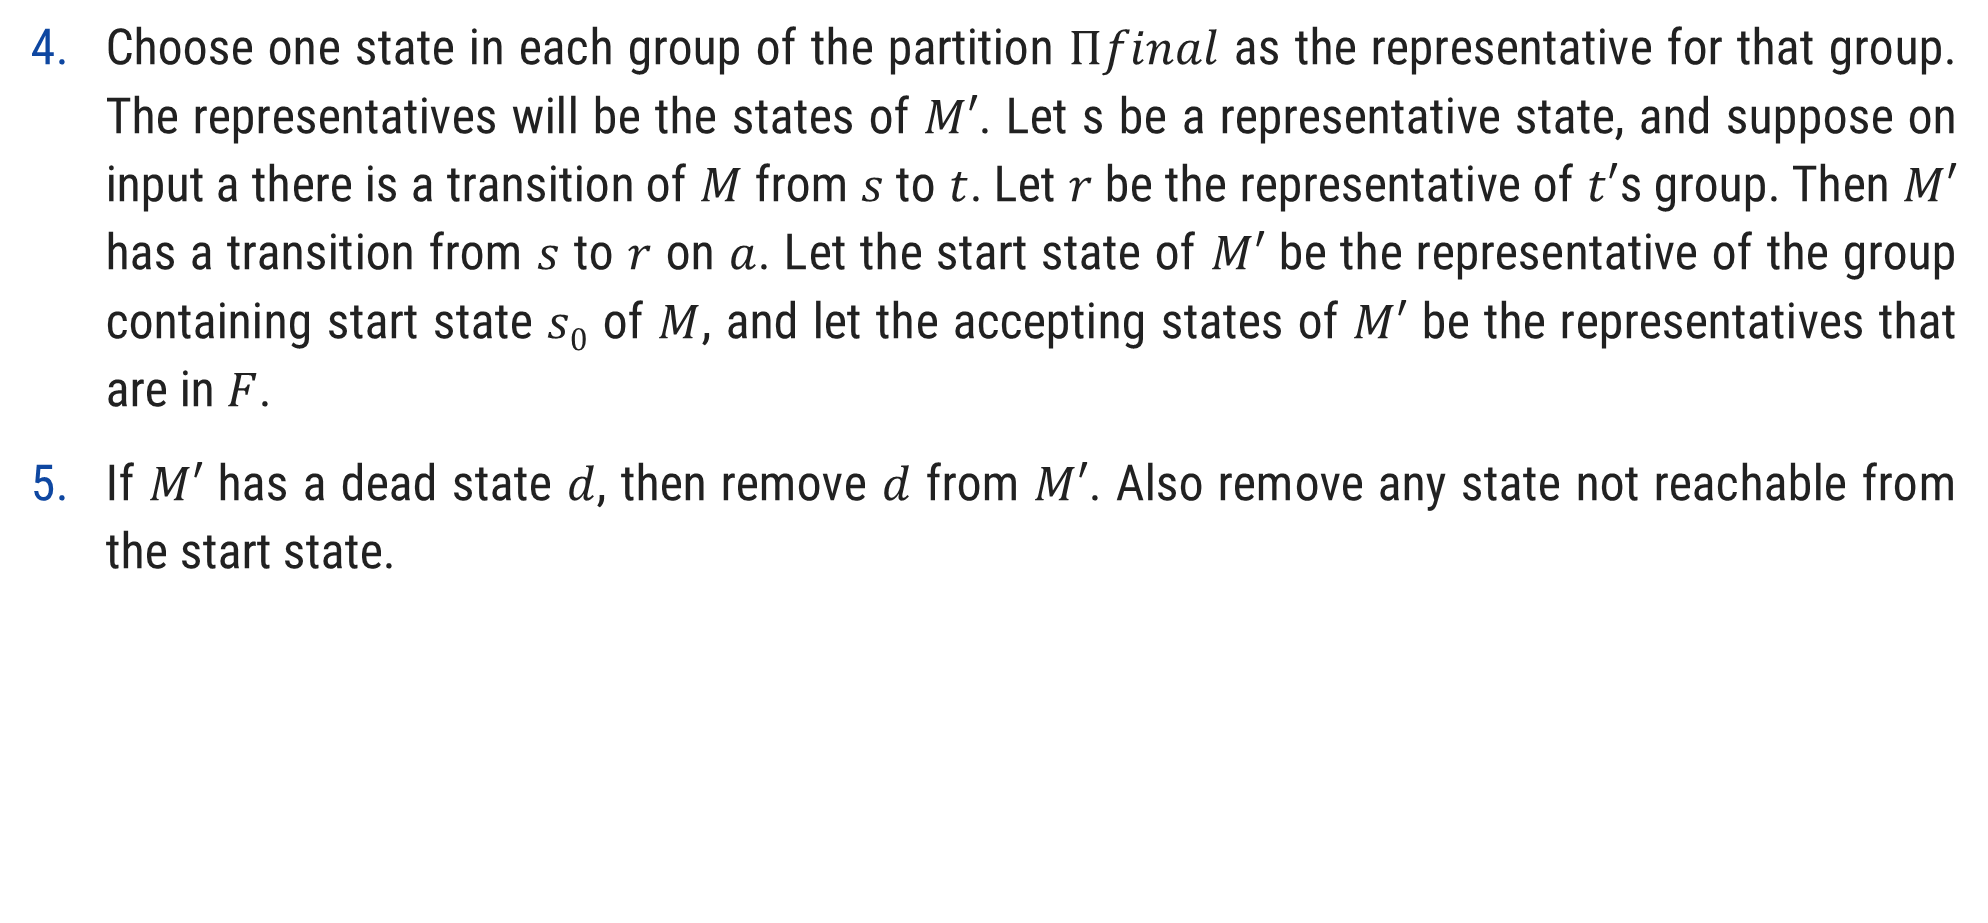 4. Choose one state in each group of the partition Π𝑓𝑖𝑛𝑎𝑙 as the representative for that group.
The representatives will be the states of 𝑀′. Let s be a representative state, and suppose on
input a there is a transition of 𝑀 from 𝑠 to 𝑡. Let 𝑟 be the representative of 𝑡′s group. Then 𝑀′
has a transition from 𝑠 to 𝑟 on 𝑎. Let the start state of 𝑀′ be the representative of the group
containing start state 𝑠₀ of 𝑀, and let the accepting states of 𝑀′ be the representatives that
are in 𝐹.
5. If 𝑀′ has a dead state 𝑑, then remove 𝑑 from 𝑀′. Also remove any state not reachable from
the start state.